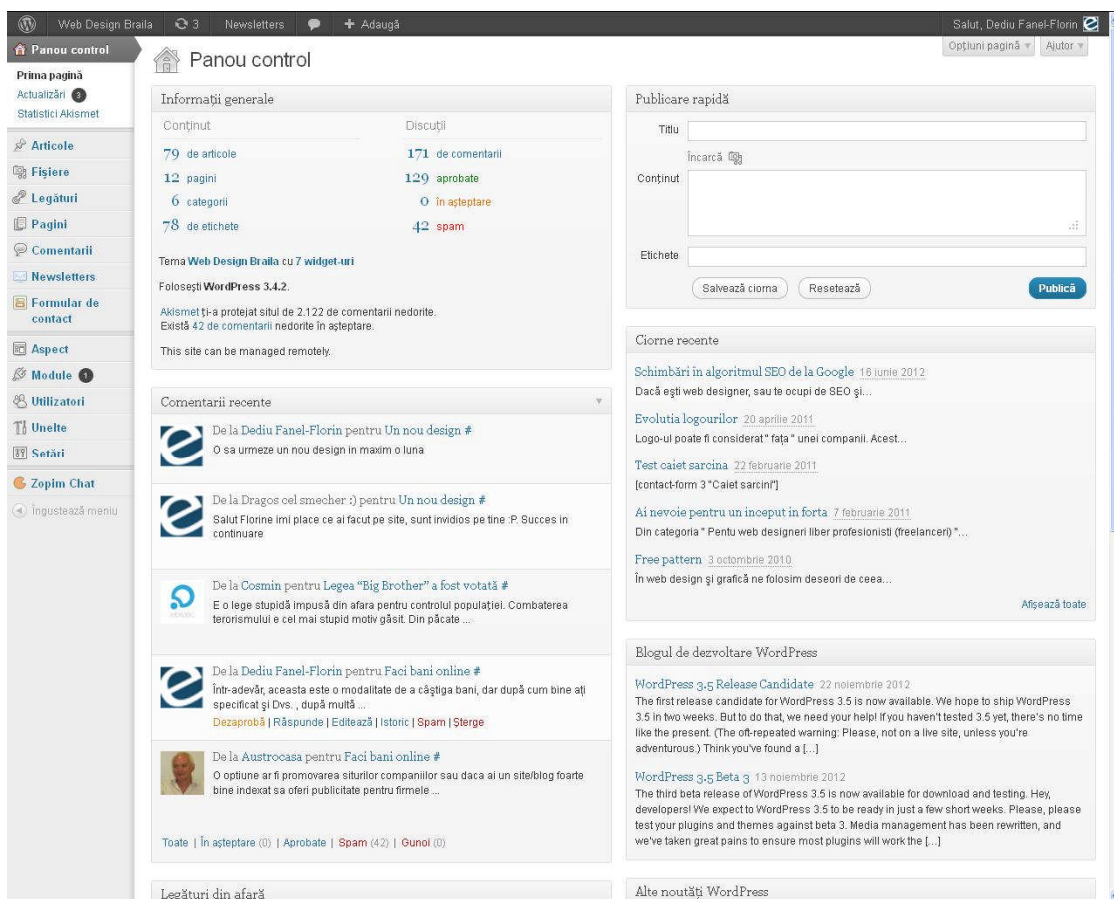 Web Design Braila 3 Newsletters + Adaugă Salut, Dediu Fanel-Florin
Opțiuni pagină Ajutor
Panou control
Prima pagină
Actualizări 3
Statistici Akismet
Articole
Fișiere
Legături
Pagini
Comentarii
Newsletters
Formular de
contact
Aspect
Module 1
Utilizatori
Unelte
Setări
Zopim Chat
Îngustează meniu
Panou control
Informații generale
Conținut Discuții
79 de articole 171 de comentarii
12 pagini 129 aprobate
6 categorii 0 în așteptare
78 de etichete 42 spam
Tema Web Design Braila cu 7 widget-uri
Folosești WordPress 3.4.2.
Akismet ți-a protejat situl de 2.122 de comentarii nedorite.
Există 42 de comentarii nedorite în așteptare.
This site can be managed remotely.
Comentarii recente
De la Dediu Fanel-Florin pentru Un nou design #
O sa urmeze un nou design in maxim o luna
De la Dragos cel smecher :) pentru Un nou design #
Salut Florine imi place ce ai facut pe site, sunt invidios pe tine :P. Succes in
continuare
De la Cosmin pentru Legea “Big Brother” a fost votată #
E o lege stupidă impusă din afara pentru controlul populației. Combaterea
terorismului e cel mai stupid motiv găsit. Din păcate ...
De la Dediu Fanel-Florin pentru Faci bani online #
Într-adevăr, aceasta este o modalitate de a câştiga bani, dar după cum bine ați
specificat și Dvs. , după multă ...
Dezaprobă | Răspunde | Editează | Istoric | Spam | Șterge
De la Austrocasa pentru Faci bani online #
O optiune ar fi promovarea siturilor companiilor sau daca ai un site/blog foarte
bine indexat sa oferi publicitate pentru firmele ...
Toate | În așteptare (0) | Aprobate | Spam (42) | Gunoi (0)
Legături din afară
Publicare rapidă
Titlu
Încarcă
Conținut
Etichete
Salvează ciorna Resetează Publică
Ciorne recente
Schimbări în algoritmul SEO de la Google 16 iunie 2012
Dacă ești web designer, sau te ocupi de SEO și...
Evolutia logourilor 20 aprilie 2011
Logo-ul poate fi considerat " fața " unei companii. Acest...
Test caiet sarcina 22 februarie 2011
[contact-form 3 "Caiet sarcini"]
Ai nevoie pentru un inceput in forta 7 februarie 2011
Din categoria " Pentu web designeri liber profesionisti (freelanceri) "...
Free pattern 3 octombrie 2010
În web design și grafică ne folosim deseori de ceea...
Afișează toate
Blogul de dezvoltare WordPress
WordPress 3.5 Release Candidate 22 noiembrie 2012
The first release candidate for WordPress 3.5 is now available. We hope to ship WordPress
3.5 in two weeks. But to do that, we need your help! If you haven't tested 3.5 yet, there's no time
like the present. (The oft-repeated warning: Please, not on a live site, unless you're
adventurous.) Think you've found a [...]
WordPress 3.5 Beta 3 13 noiembrie 2012
The third beta release of WordPress 3.5 is now available for download and testing. Hey,
developers! We expect to WordPress 3.5 to be ready in just a few short weeks. Please, please
test your plugins and themes against beta 3. Media management has been rewritten, and
we've taken great pains to ensure most plugins will work the [...]
Alte noutăți WordPress